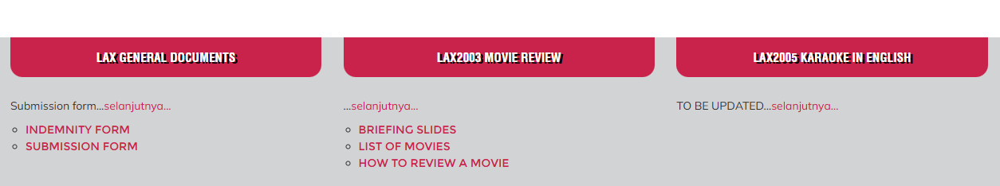 LAX GENERAL DOCUMENTS
Submission form...selanjutnya...
INDEMNITY FORM
SUBMISSION FORM
LAX2003 MOVIE REVIEW
...selanjutnya...
BRIEFING SLIDES
LIST OF MOVIES
HOW TO REVIEW A MOVIE
LAX2005 KARAOKE IN ENGLISH
TO BE UPDATED...selanjutnya...